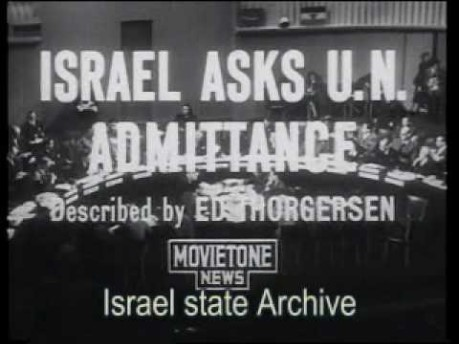 ISRAEL ASKS U.N.
ADMITTANCE
Described by ED THORGERSEN
MOVIETONE
NEWS
Israel state Archive